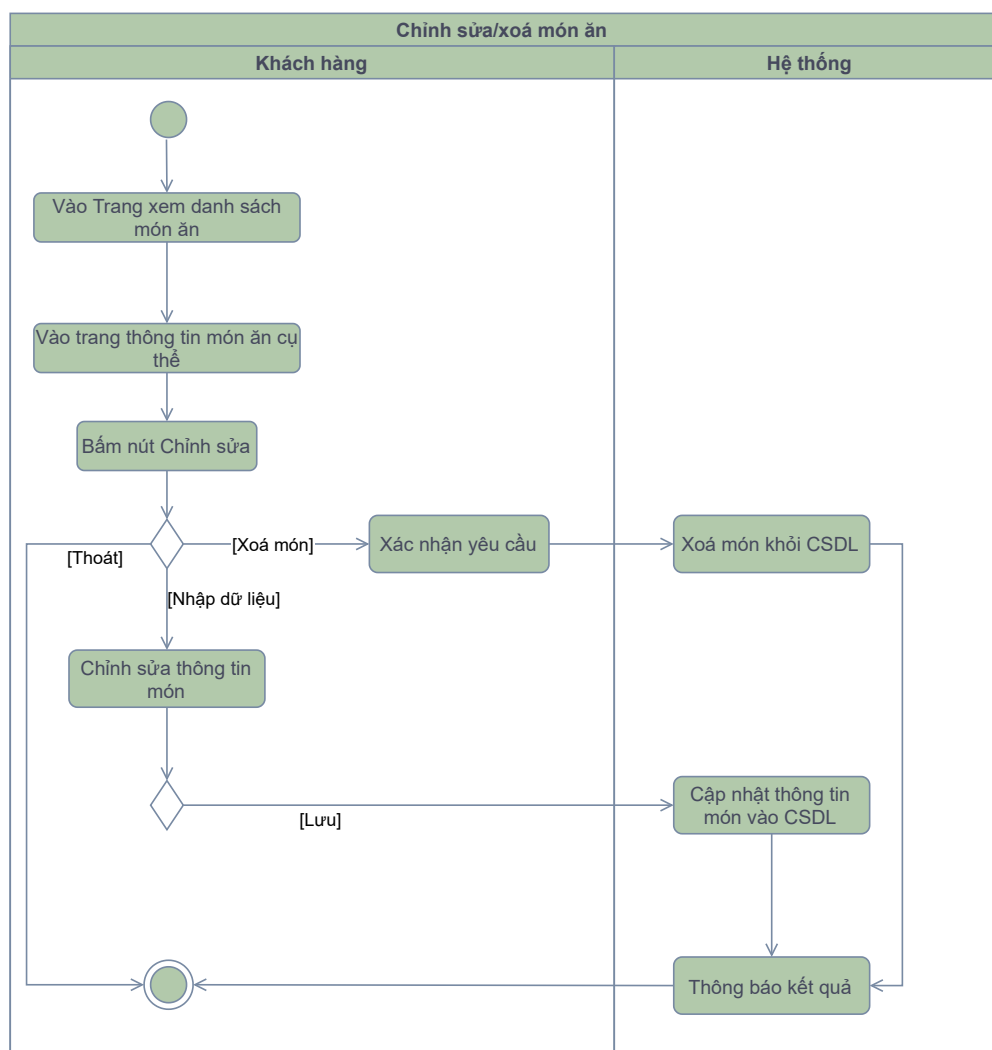 Chỉnh sửa/xoá món ăn
Khách hàng
Hệ thống
Vào Trang xem danh sách
món ăn
Vào trang thông tin món ăn cụ
thể
Bấm nút Chỉnh sửa
[Thoát]
[Xoá món]
Xác nhận yêu cầu
Xoá món khỏi CSDL
[Nhập dữ liệu]
Chỉnh sửa thông tin
món
[Lưu]
Cập nhật thông tin
món vào CSDL
Thông báo kết quả